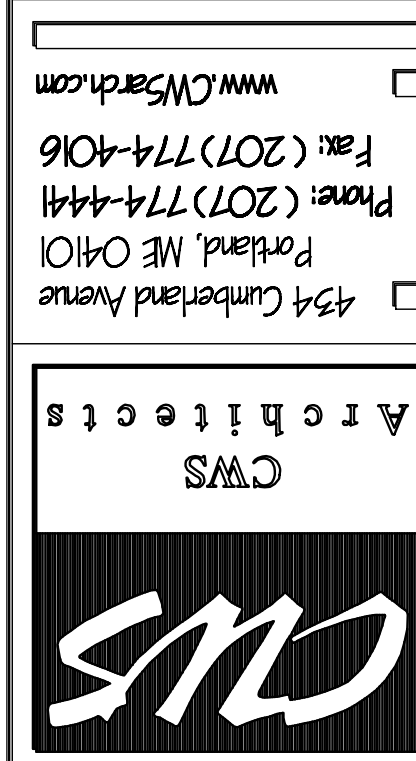 CWS
CWS
Architects
434 Cumberland Avenue
Portland, ME 04101
Phone: ( 207)774-4441
Fax: ( 207)774-4016
www.CWSarch.com